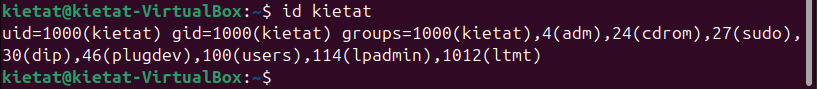 kietat@kietat-VirtualBox:~$ id kietat
uid=1000(kietat) gid=1000(kietat) groups=1000(kietat),4(adm),24(cdrom),27(sudo),
30(dip),46(plugdev),100(users),114(lpadmin),1012(ltmt)
kietat@kietat-VirtualBox:~$